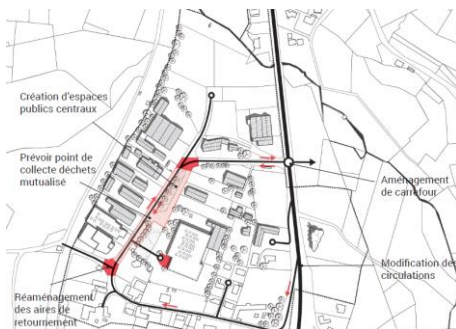 Création d'espaces
publics centraux
Prévoir point de
collecte déchets
mutualisé
Aménagement
de carrefour
Modification des
circulations
Réaménagement
des aires de
retournement